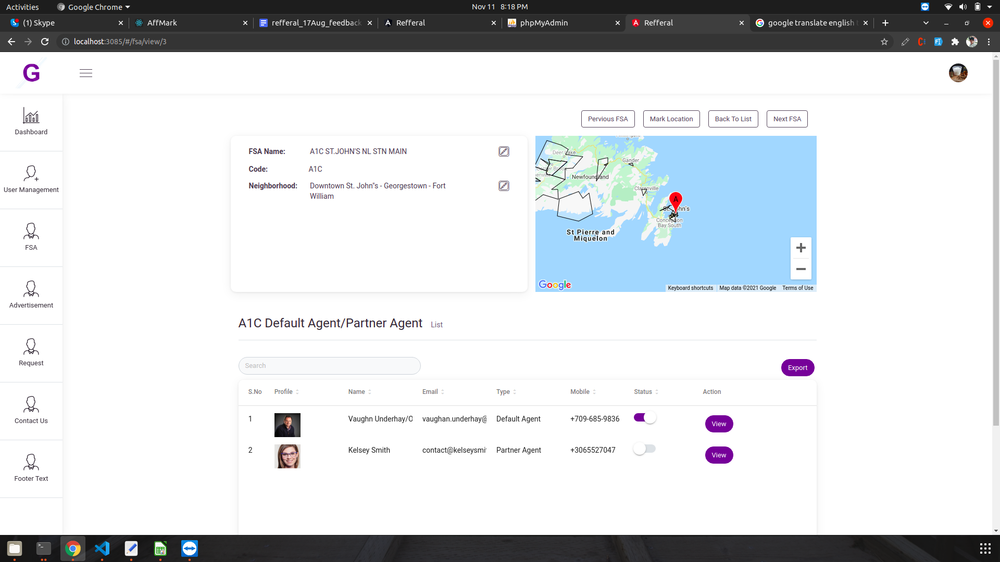 Activities
Google Chrome
Nov 11 8:18 PM
(1) Skype
AffMark
refferal_17Aug_feedback
Refferal
phpMyAdmin
Refferal
google translate english
localhost:3085/#/fsa/view/3
G
Dashboard
User Management
FSA
Advertisement
Request
Contact Us
Footer Text
Pervious FSA
Mark Location
Back To List
Next FSA
FSA Name: A1C ST.JOHN'S NL STN MAIN
Code: A1C
Neighborhood: Downtown St. John"s - Georgestown - Fort
William
Deer Lake
Gander
Corner Brook
Newfoundland
Clarenville
A
St. John's
Conception
Bay South
St Pierre and
Miquelon
Google
Keyboard shortcuts
Map data ©2021 Google
Terms of Use
A1C Default Agent/Partner Agent List
Search
Export
S.No Profile Name Email Type Mobile Status Action
1 Vaughn Underhay/O vaughan.underhay@ Default Agent +709-685-9836 View
2 Kelsey Smith contact@kelseysmi Partner Agent +3065527047 View